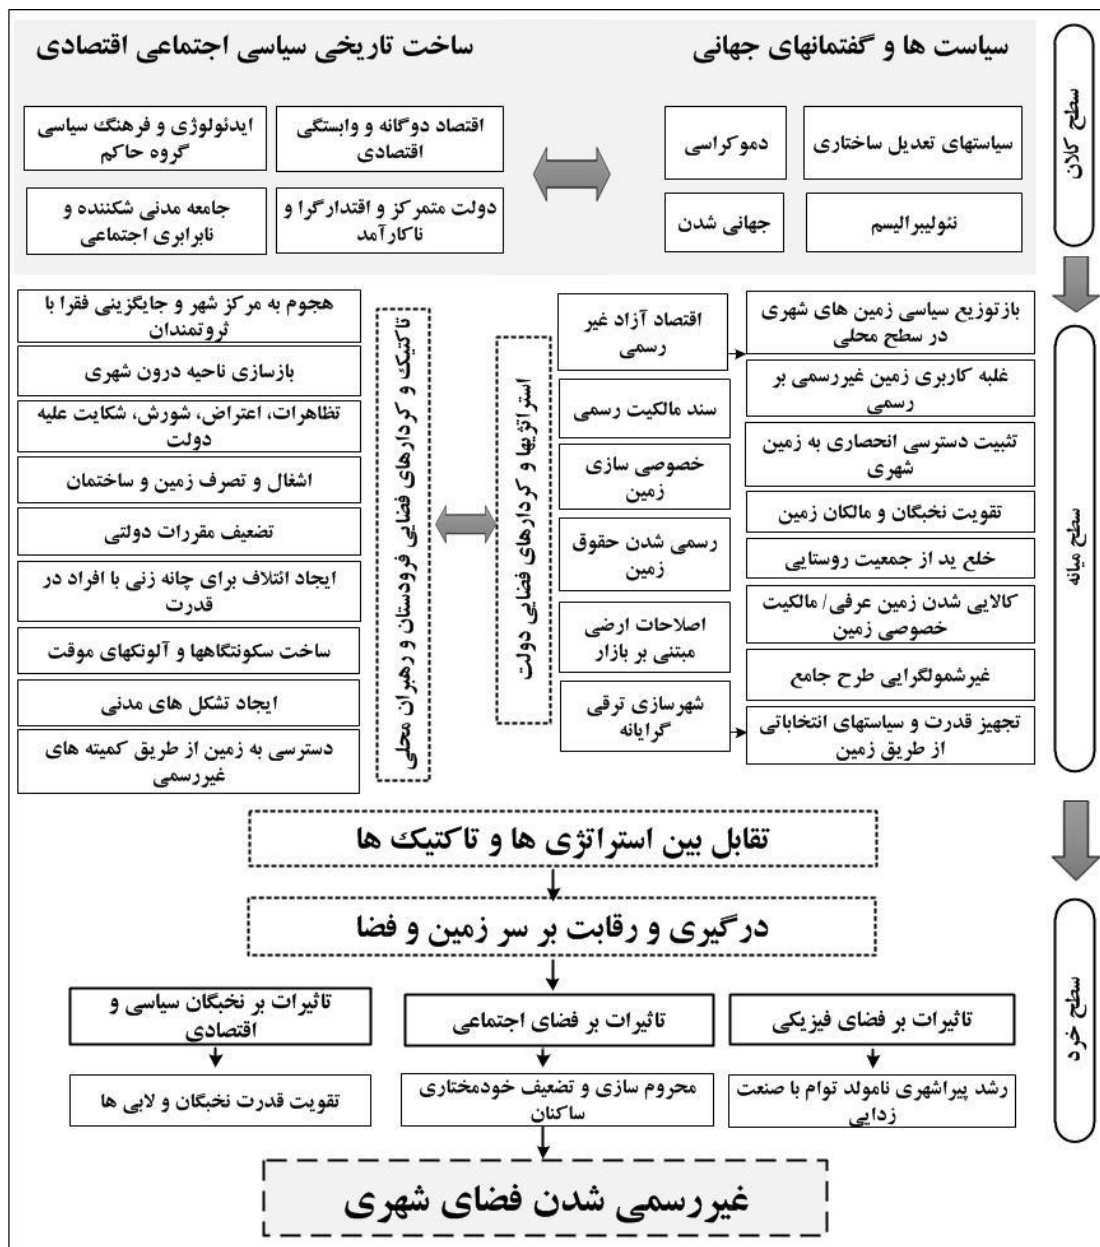 سطح کلان
سیاست ها و گفتمانهای جهانی
سیاستهای تعدیل ساختاری
دموکراسی
نئولیبرالیسم
جهانی شدن
ساخت تاریخی سیاسی اجتماعی اقتصادی
اقتصاد دوگانه و وابستگی
اقتصادی
ایدئولوژی و فرهنگ سیاسی
گروه حاکم
دولت متمرکز و اقتدارگرا و
ناکارآمد
جامعه مدنی شکننده و
نابرابری اجتماعی
سطح میانه
بازتوزیع سیاسی زمین های شهری
در سطح محلی
غلبه کاربری زمین غیررسمی بر
رسمی
تثبیت دسترسی انحصاری به زمین
شهری
تقویت نخبگان و مالکان زمین
خلع ید از جمعیت روستایی
کالایی شدن زمین عرفی/ مالکیت
خصوصی زمین
غیرشمولگرایی طرح جامع
تجهیز قدرت و سیاستهای انتخاباتی
از طریق زمین
اقتصاد آزاد غیر
رسمی
سند مالکیت رسمی
خصوصی سازی
زمین
رسمی شدن حقوق
زمین
اصلاحات ارضی
مبتنی بر بازار
شهرسازی ترقی
گرایانه
استراتژیها و کردارهای فضایی دولت
تاکتیک و کردارهای فضایی فرودستان و رهبران محلی
هجوم به مرکز شهر و جایگزینی فقرا با
ثروتمندان
بازسازی ناحیه درون شهری
تظاهرات، اعتراض، شورش، شکایت علیه
دولت
اشغال و تصرف زمین و ساختمان
تضعیف مقررات دولتی
ایجاد ائتلاف برای چانه زنی با افراد در
قدرت
ساخت سکونتگاهها و آلونکهای موقت
ایجاد تشکل های مدنی
دسترسی به زمین از طریق کمیته های
غیررسمی
سطح خرد
تقابل بین استراتژی ها و تاکتیک ها
درگیری و رقابت بر سر زمین و فضا
تاثیرات بر فضای فیزیکی
تاثیرات بر فضای اجتماعی
تاثیرات بر نخبگان سیاسی و
اقتصادی
رشد پیراشهری نامولد توام با صنعت
زدایی
محروم سازی و تضعیف خودمختاری
ساکنان
تقویت قدرت نخبگان و لابی ها
غیررسمی شدن فضای شهری